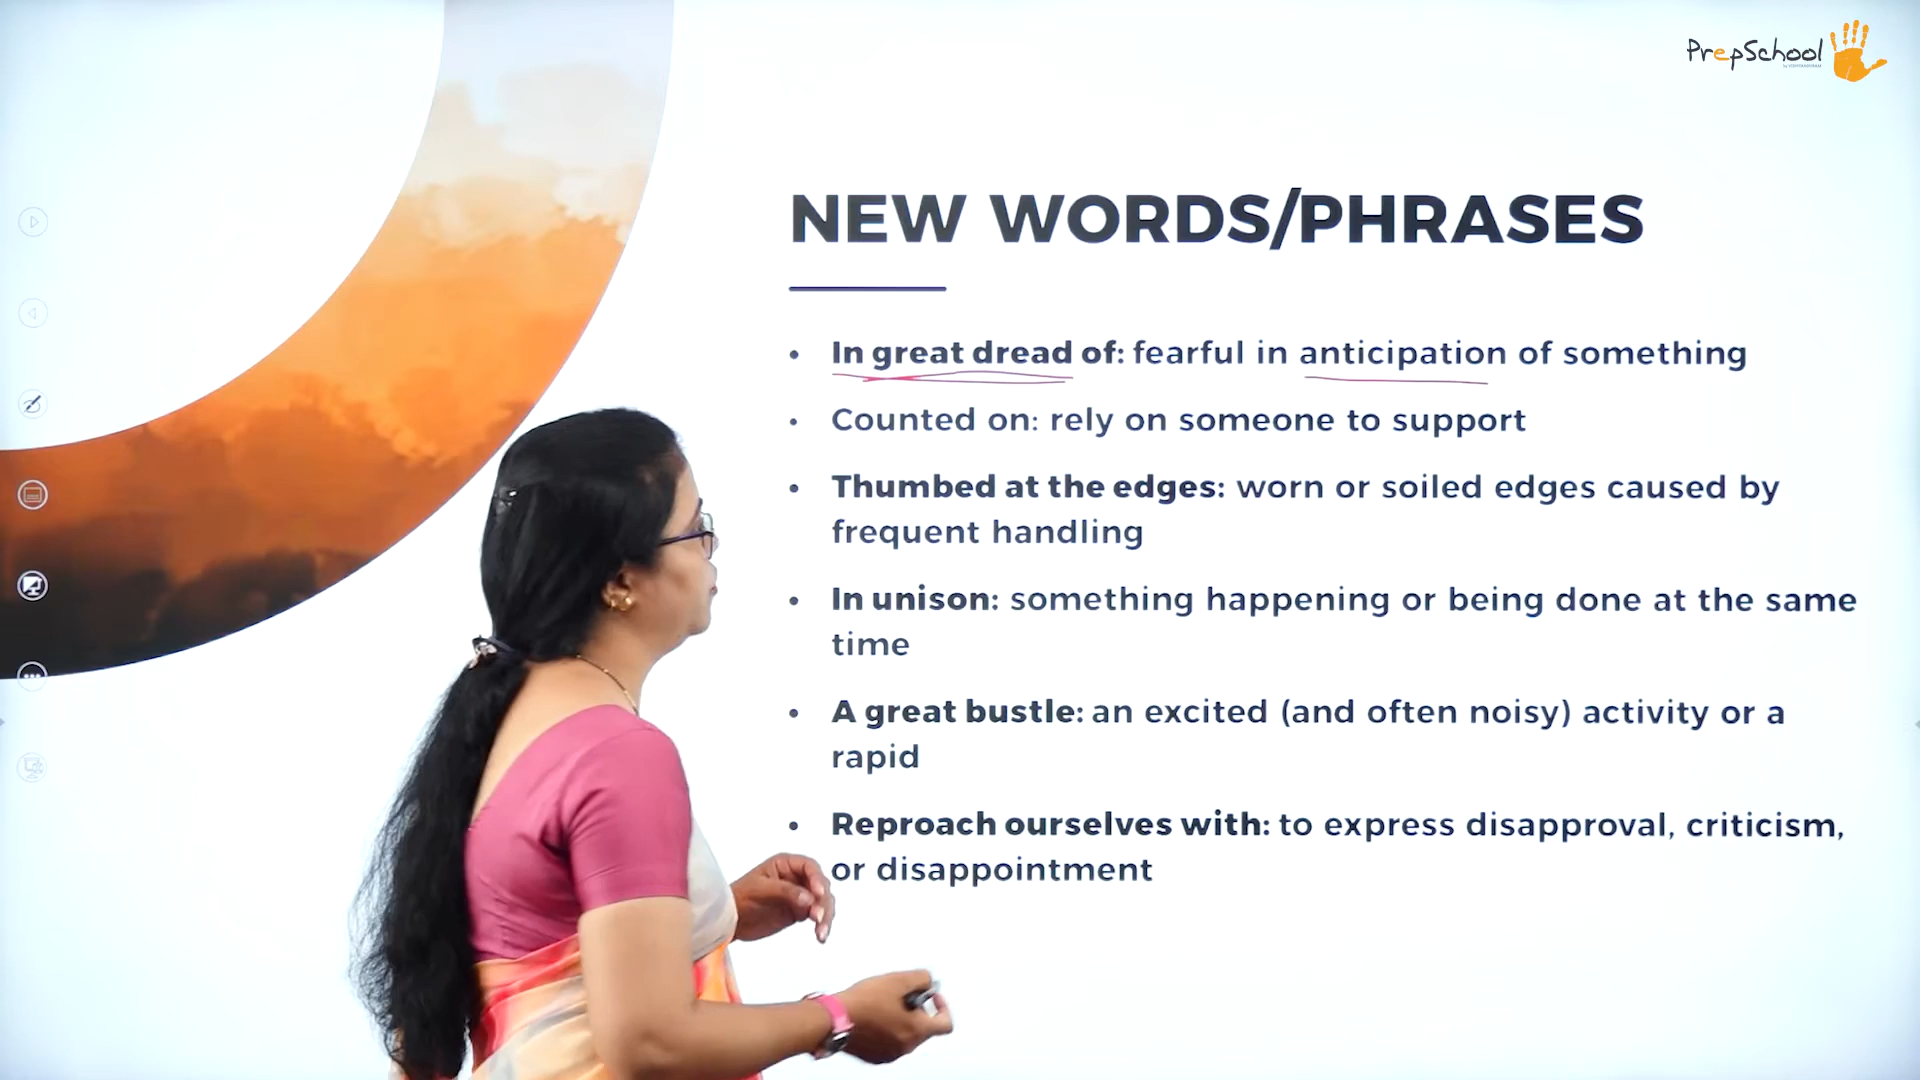 PrepSchool
NEW WORDS/PHRASES
• In great dread of: fearful in anticipation of something
• Counted on: rely on someone to support
• Thumbed at the edges: worn or soiled edges caused by
frequent handling
• In unison: something happening or being done at the same
time
• A great bustle: an excited (and often noisy) activity or a
rapid
• Reproach ourselves with: to express disapproval, criticism,
or disappointment